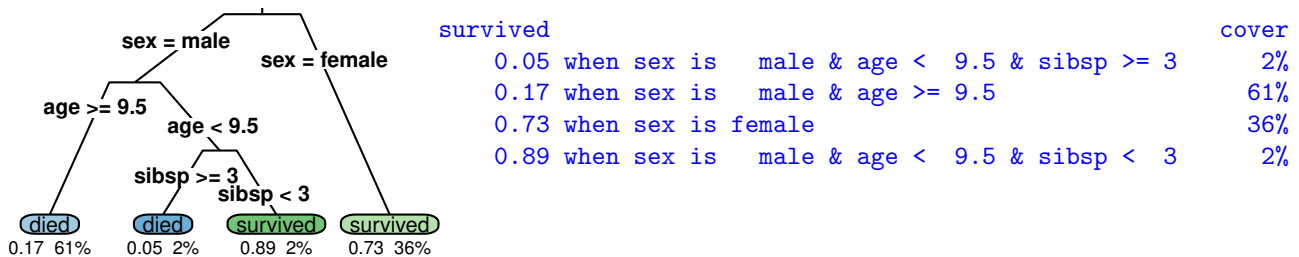 sex = male
sex = female
age >= 9.5
age < 9.5
sibsp >= 3
sibsp < 3
died
died
survived
survived
0.17 61%
0.05 2%
0.89 2%
0.73 36%
survived cover
0.05 when sex is   male & age <  9.5 & sibsp >= 3 2%
0.17 when sex is   male & age >= 9.5 61%
0.73 when sex is female 36%
0.89 when sex is   male & age <  9.5 & sibsp <  3 2%